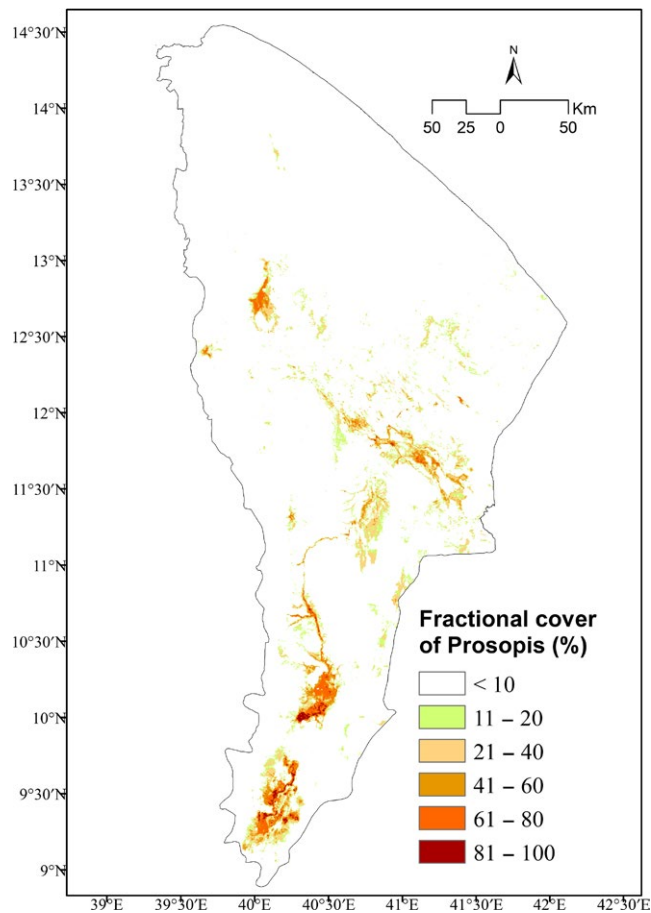 14°30'N
N
Km
50 25 0 50
14°N
13°30'N
13°N
12°30'N
12°N
11°30'N
11°N
10°30'N
10°N
9°30'N
9°N
Fractional cover
of Prosopis (%)
< 10
11 – 20
21 – 40
41 – 60
61 – 80
81 – 100
39°E 39°30'E 40°E 40°30'E 41°E 41°30'E 42°E 42°30'E